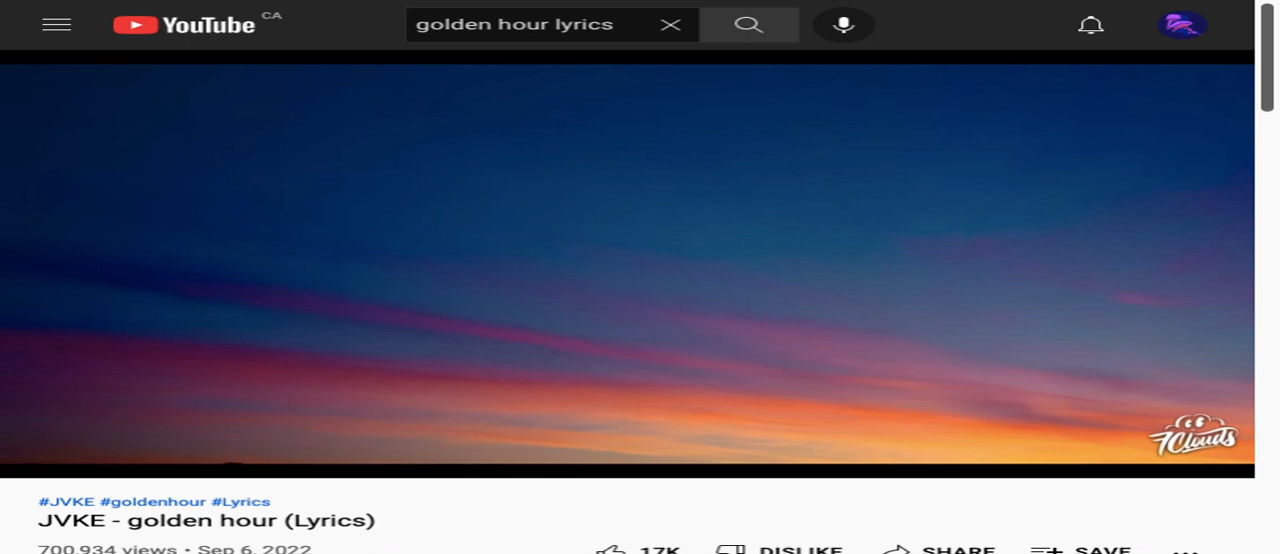 YouTube CA
golden hour lyrics
7Clouds
#JVKE #goldenhour #Lyrics
JVKE - golden hour (Lyrics)
700,934 views • Sep 6, 2022
17K DISLIKE SHARE SAVE